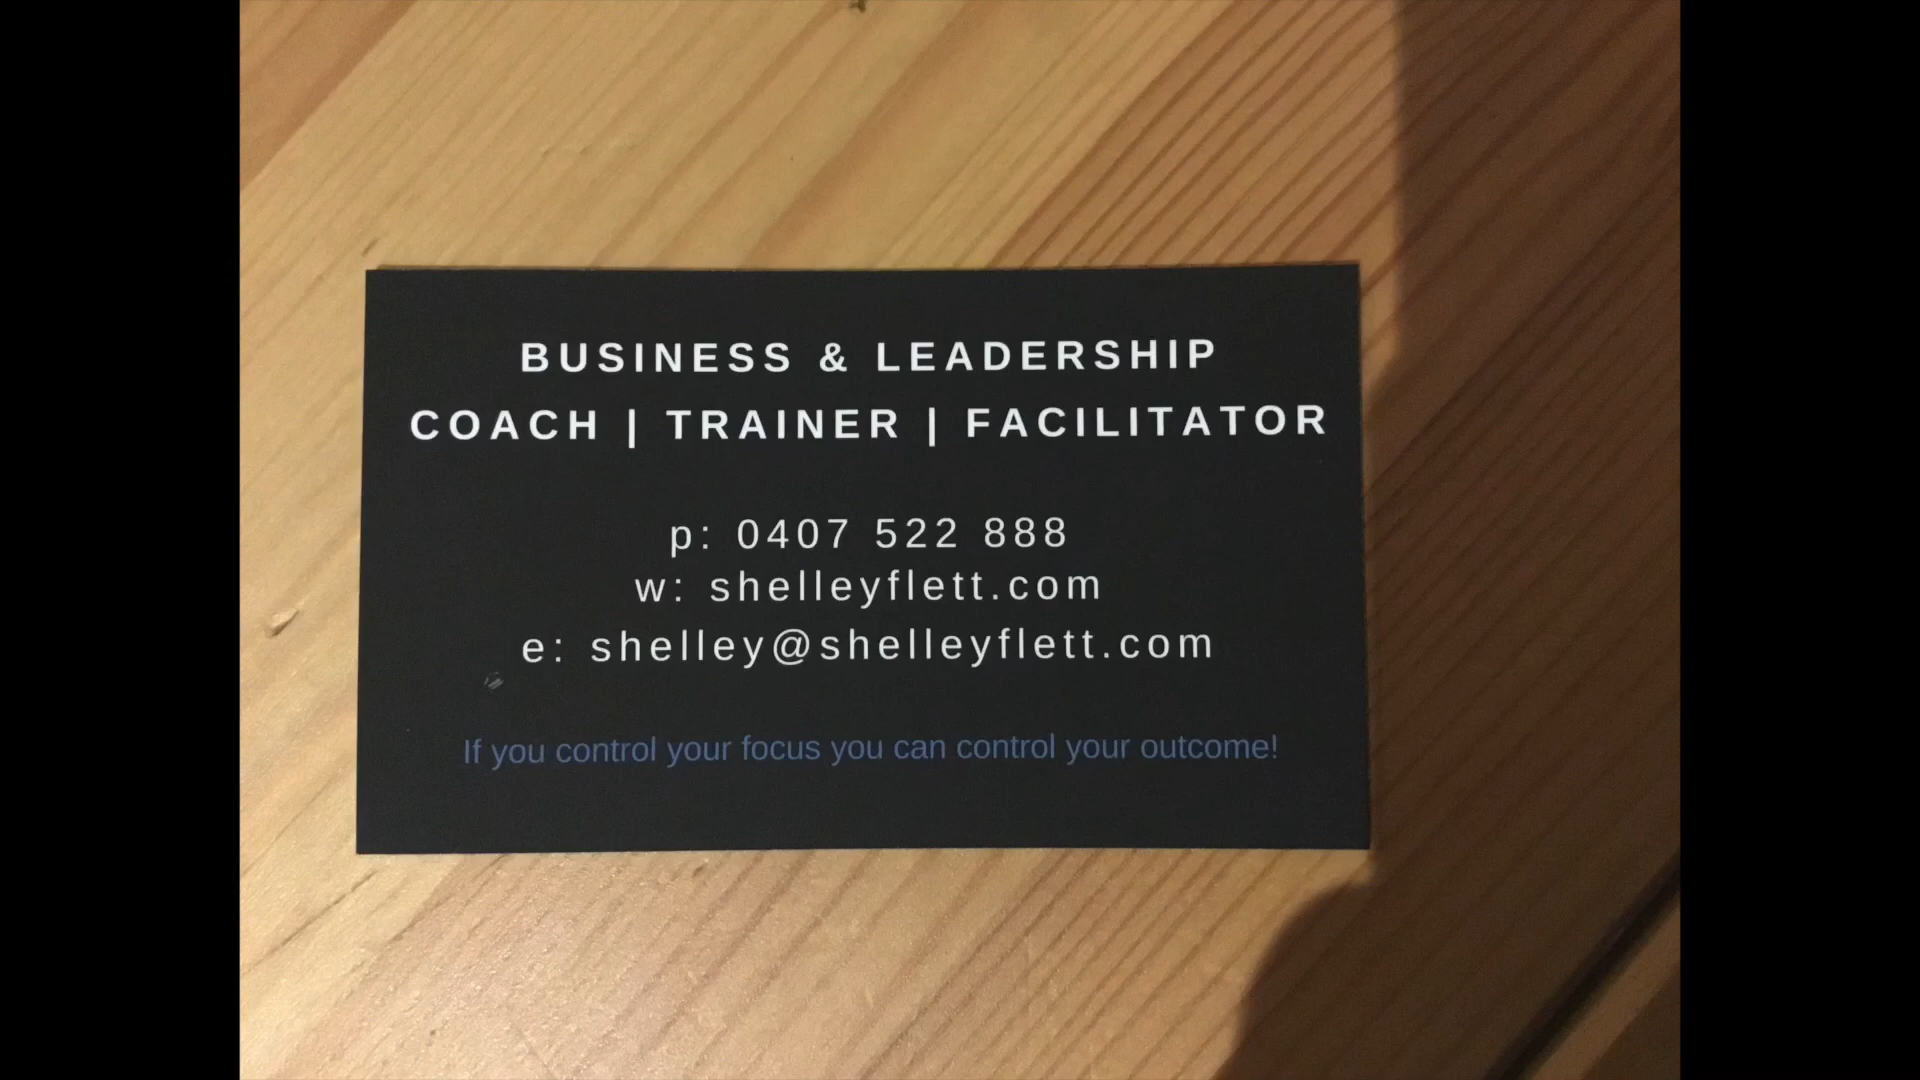 BUSINESS & LEADERSHIP
COACH | TRAINER | FACILITATOR
p: 0407 522 888
w: shelleyflett.com
e: shelley@shelleyflett.com
If you control your focus you can control your outcome!